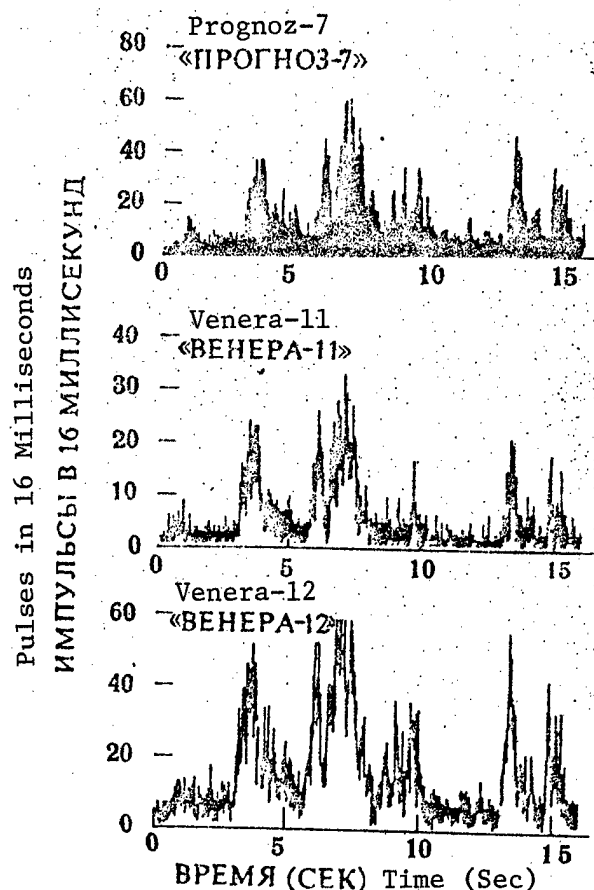 Prognoz-7
«ПРОГНОЗ-7»
80
60
40
20
0
5
10
15
Venera-11
«ВЕНЕРА-11»
40
30
20
10
0
0
5
10
15
Venera-12
«ВЕНЕРА-12»
60
40
20
0
0
5
10
15
ВРЕМЯ (СЕК) Time (Sec)
Pulses in 16 Milliseconds
ИМПУЛЬСЫ В 16 МИЛЛИСЕКУНД